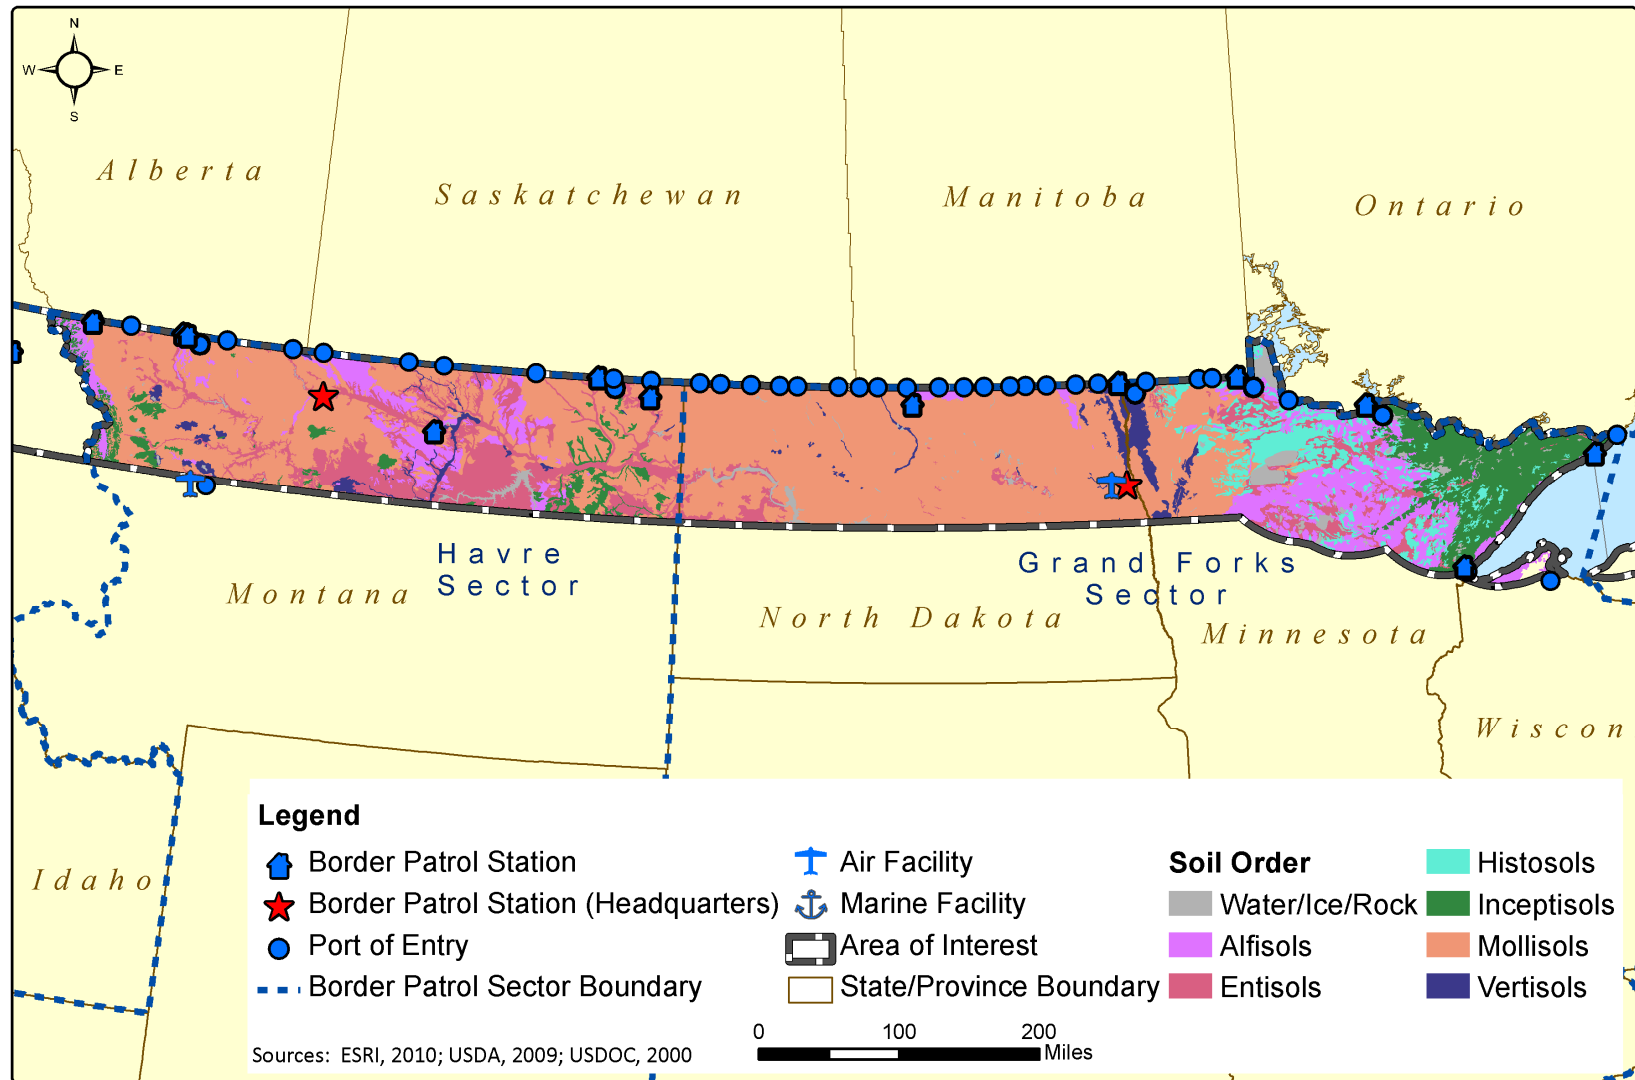 N
W E
S
Alberta
Saskatchewan
Manitoba
Ontario
Havre
Sector
Grand Forks
Sector
Montana
North Dakota
Minnesota
Wiscon
Idaho
Legend
Border Patrol Station
Border Patrol Station (Headquarters)
Port of Entry
Border Patrol Sector Boundary
Air Facility
Marine Facility
Area of Interest
State/Province Boundary
Soil Order
Water/Ice/Rock
Alfisols
Entisols
Histosols
Inceptisols
Mollisols
Vertisols
0 100 200
Miles
Sources: ESRI, 2010; USDA, 2009; USDOC, 2000